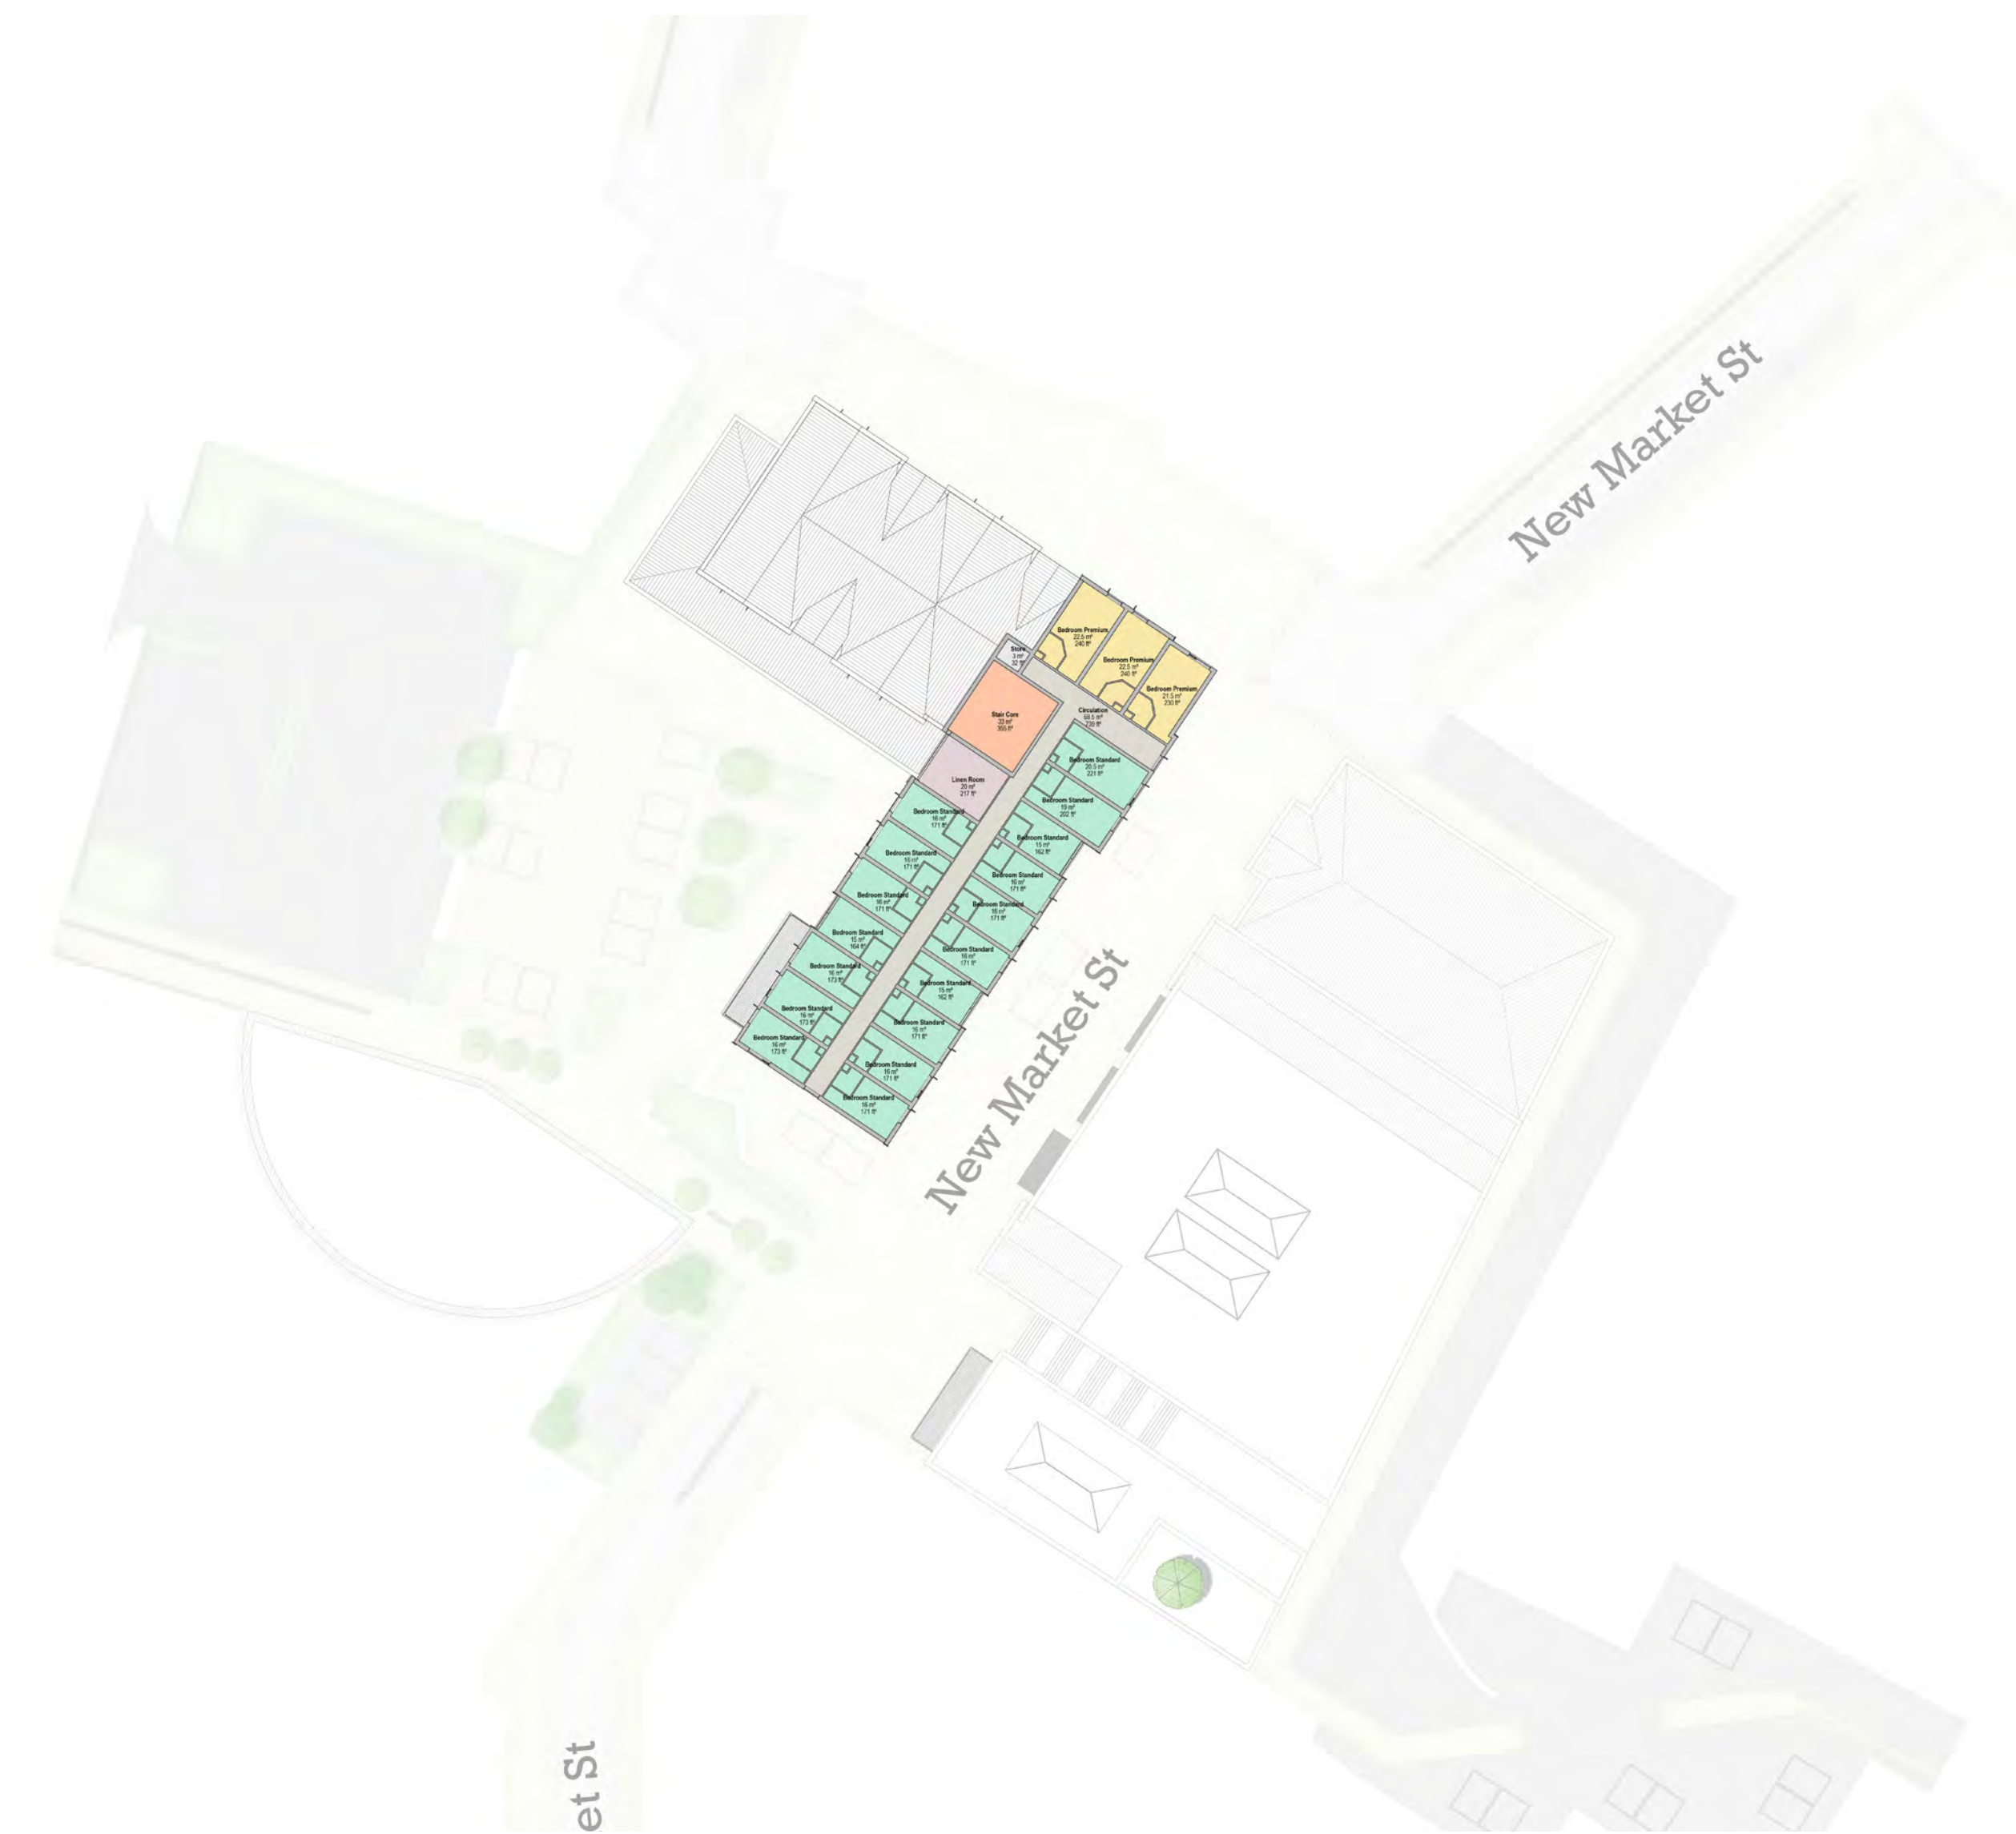 New Market St
Bedroom Premium
22.5 m²
240 ft²
Store
3 m²
32 ft²
Bedroom Premium
22.5 m²
240 ft²
Bedroom Premium
21.5 m²
230 ft²
Stair Core
33 m²
355 ft²
Circulation
68.5 m²
739 ft²
Bedroom Standard
20.5 m²
221 ft²
Linen Room
20 m²
217 ft²
Bedroom Standard
19 m²
202 ft²
Bedroom Standard
16 m²
171 ft²
Bedroom Standard
15 m²
162 ft²
Bedroom Standard
16 m²
171 ft²
Bedroom Standard
16 m²
171 ft²
Bedroom Standard
16 m²
171 ft²
Bedroom Standard
16 m²
171 ft²
Bedroom Standard
15 m²
164 ft²
Bedroom Standard
16 m²
171 ft²
Bedroom Standard
16 m²
173 ft²
Bedroom Standard
15 m²
162 ft²
Bedroom Standard
16 m²
173 ft²
Bedroom Standard
16 m²
171 ft²
Bedroom Standard
16 m²
173 ft²
Bedroom Standard
16 m²
171 ft²
Bedroom Standard
16 m²
171 ft²
New Market St
et St